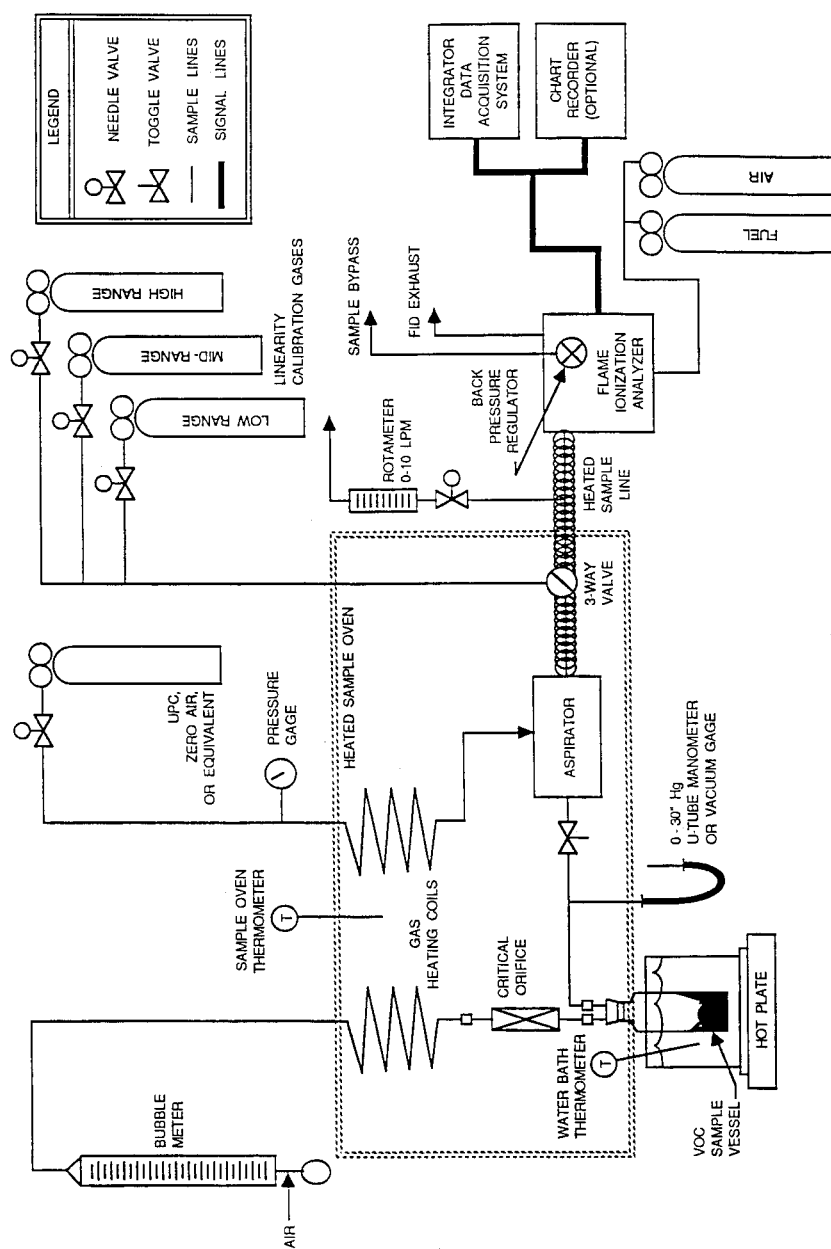 LEGEND
NEEDLE VALVE
TOGGLE VALVE
SAMPLE LINES
SIGNAL LINES
HIGH RANGE
MID-RANGE
LOW RANGE
LINEARITY
CALIBRATION GASES
UPC,
ZERO AIR,
OR EQUIVALENT
PRESSURE
GAGE
SAMPLE OVEN
THERMOMETER
T
HEATED SAMPLE OVEN
GAS
HEATING COILS
BUBBLE
METER
AIR
CRITICAL
ORIFICE
WATER BATH
THERMOMETER
T
VOC
SAMPLE
VESSEL
HOT PLATE
0 - 30" Hg
U-TUBE MANOMETER
OR VACUUM GAGE
ASPIRATOR
3-WAY
VALVE
HEATED
SAMPLE
LINE
ROTAMETER
0-10 LPM
BACK
PRESSURE
REGULATOR
SAMPLE BYPASS
FID EXHAUST
FLAME
IONIZATION
ANALYZER
INTEGRATOR
DATA
ACQUISITION
SYSTEM
CHART
RECORDER
(OPTIONAL)
FUEL
AIR